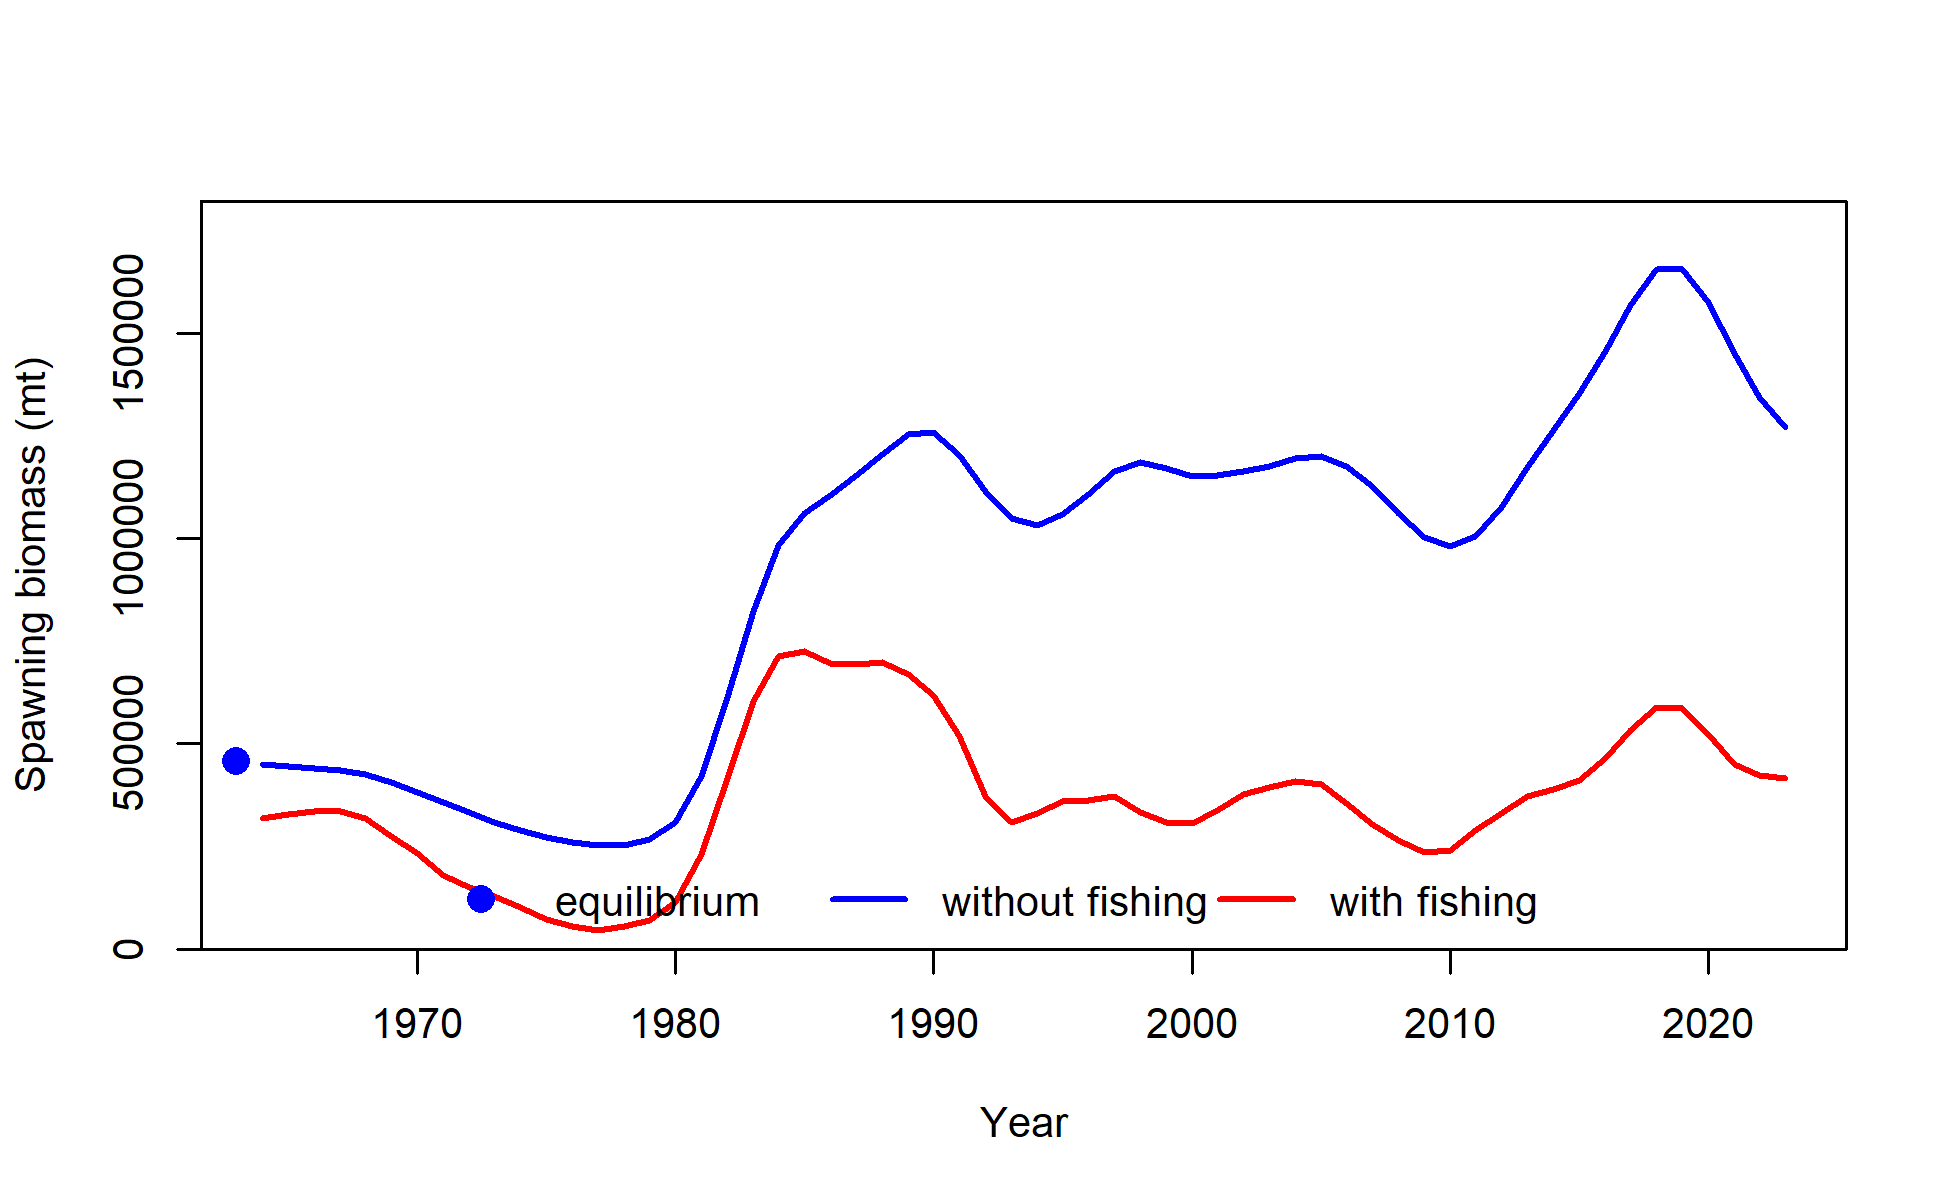 Spawning biomass (mt)
1500000
1000000
500000
0
equilibrium without fishing with fishing
1970 1980 1990 2000 2010 2020
Year